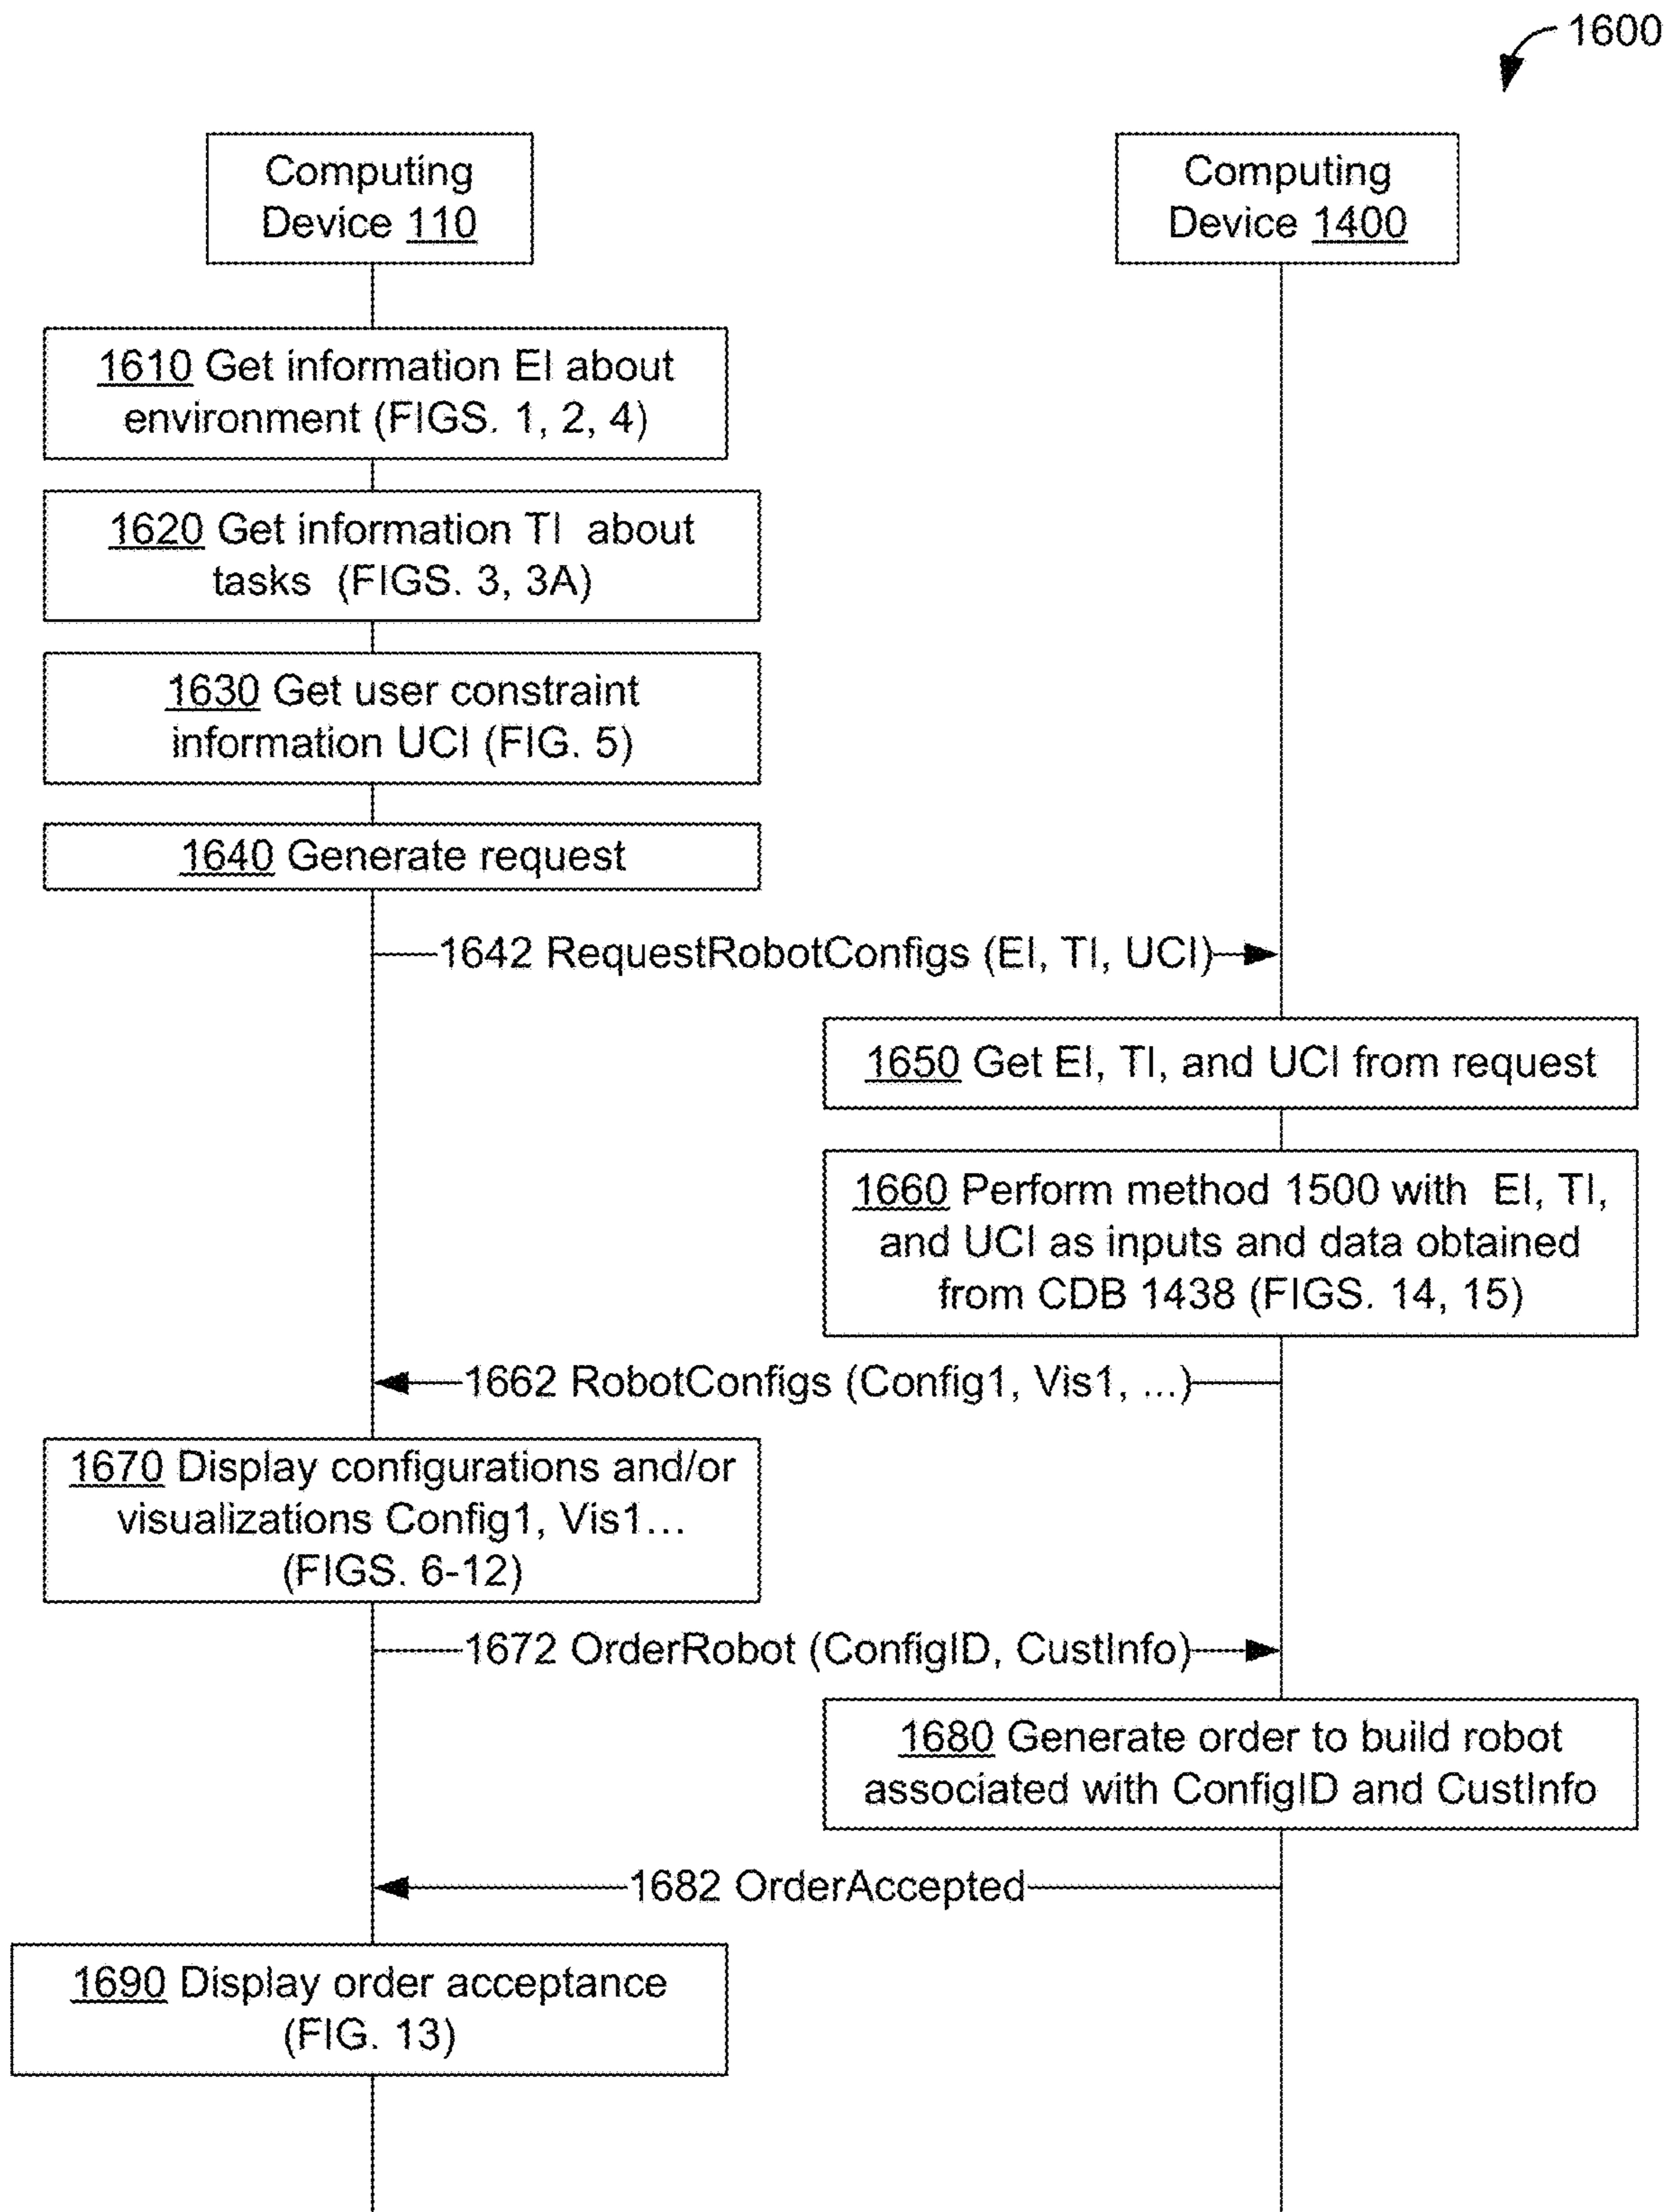 1600
Computing
Device 110
Computing
Device 1400
1610 Get information EI about
environment (FIGS. 1, 2, 4)
1620 Get information TI about
tasks (FIGS. 3, 3A)
1630 Get user constraint
information UCI (FIG. 5)
1640 Generate request
1642 RequestRobotConfigs (EI, TI, UCI)
1650 Get EI, TI, and UCI from request
1660 Perform method 1500 with EI, TI,
and UCI as inputs and data obtained
from CDB 1438 (FIGS. 14, 15)
1662 RobotConfigs (Config1, Vis1, ...)
1670 Display configurations and/or
visualizations Config1, Vis1...
(FIGS. 6-12)
1672 OrderRobot (ConfigID, CustInfo)
1680 Generate order to build robot
associated with ConfigID and CustInfo
1682 OrderAccepted
1690 Display order acceptance
(FIG. 13)